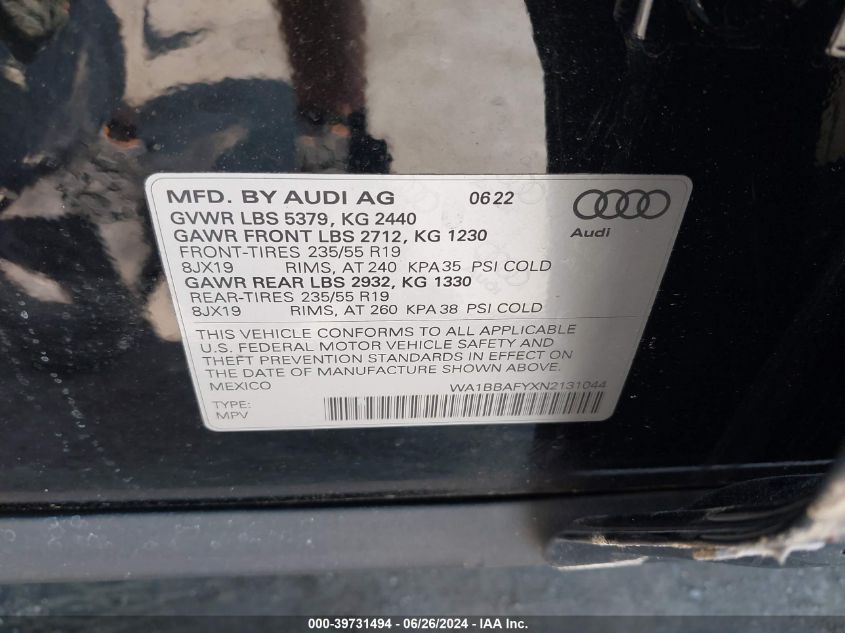 MFD. BY AUDI AG 0622
GVWR LBS 5379, KG 2440
GAWR FRONT LBS 2712, KG 1230
Audi
FRONT-TIRES 235/55 R19
8JX19 RIMS, AT 240 KPA 35 PSI COLD
GAWR REAR LBS 2932, KG 1330
REAR-TIRES 235/55 R19
8JX19 RIMS, AT 260 KPA 38 PSI COLD
THIS VEHICLE CONFORMS TO ALL APPLICABLE
U.S. FEDERAL MOTOR VEHICLE SAFETY AND
THEFT PREVENTION STANDARDS IN EFFECT ON
THE DATE OF MANUFACTURE SHOWN ABOVE.
MEXICO WA1BBAFYXN2131044
TYPE:
MPV
000-39731494 - 06/26/2024 - IAA Inc.